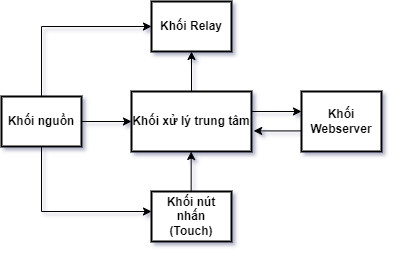 Khối Relay
Khối nguồn
Khối xử lý trung tâm
Khối
Webserver
Khối nút
nhấn
(Touch)